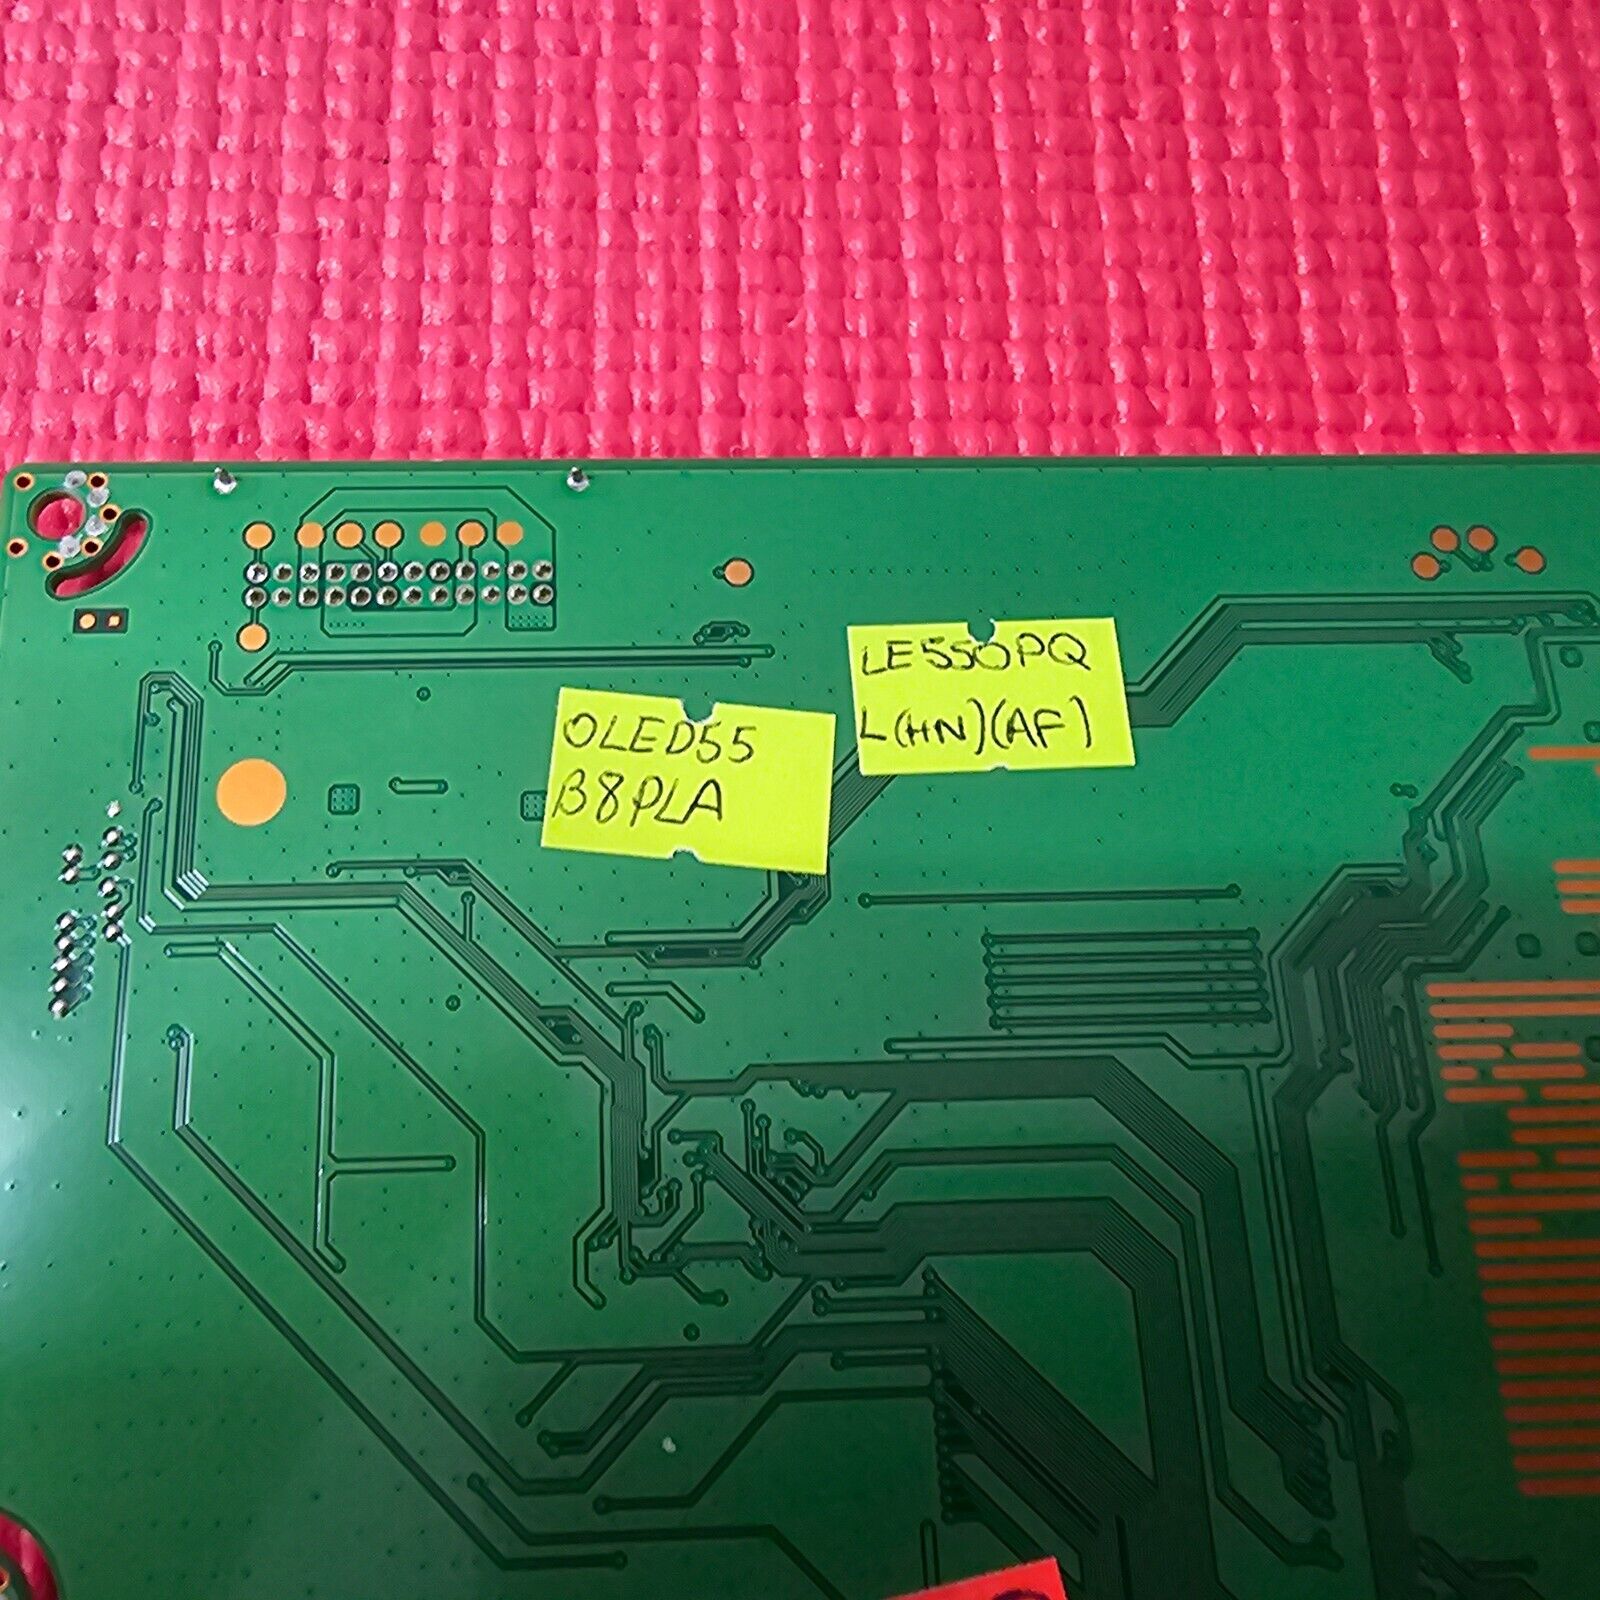 OLED55
B8PLA
LE550PQ
L(HN)(AF)